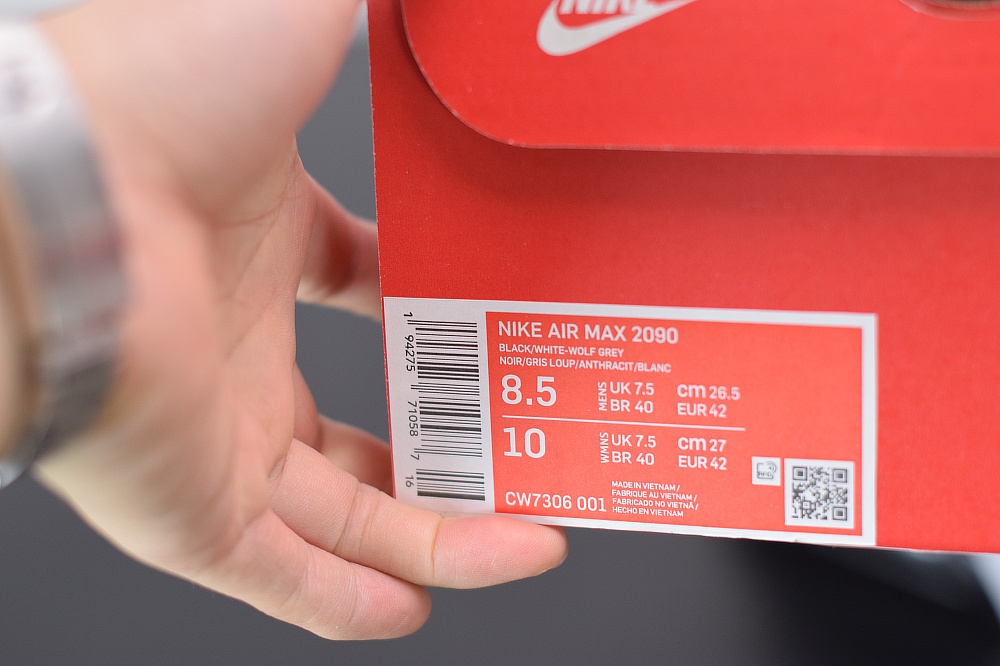 NIKE
NIKE AIR MAX 2090
BLACK/WHITE-WOLF GREY
NOIR/GRIS LOUP/ANTHRACIT/BLANC
8.5 MENS UK 7.5 cm 26.5
BR 40 EUR 42
10 WMNS UK 7.5 cm 27
BR 40 EUR 42
CW7306 001
MADE IN VIETNAM /
FABRIQUE AU VIETNAM /
FABRICADO NO VIETNÃ /
HECHO EN VIETNAM
1 94275 71058 7 16